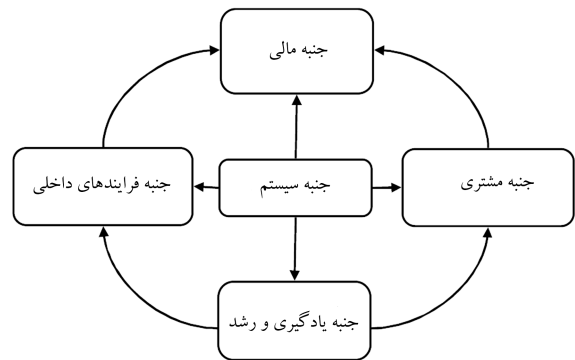 جنبه مالی
جنبه مشتری
جنبه سیستم
جنبه فرایندهای داخلی
جنبه یادگیری و رشد